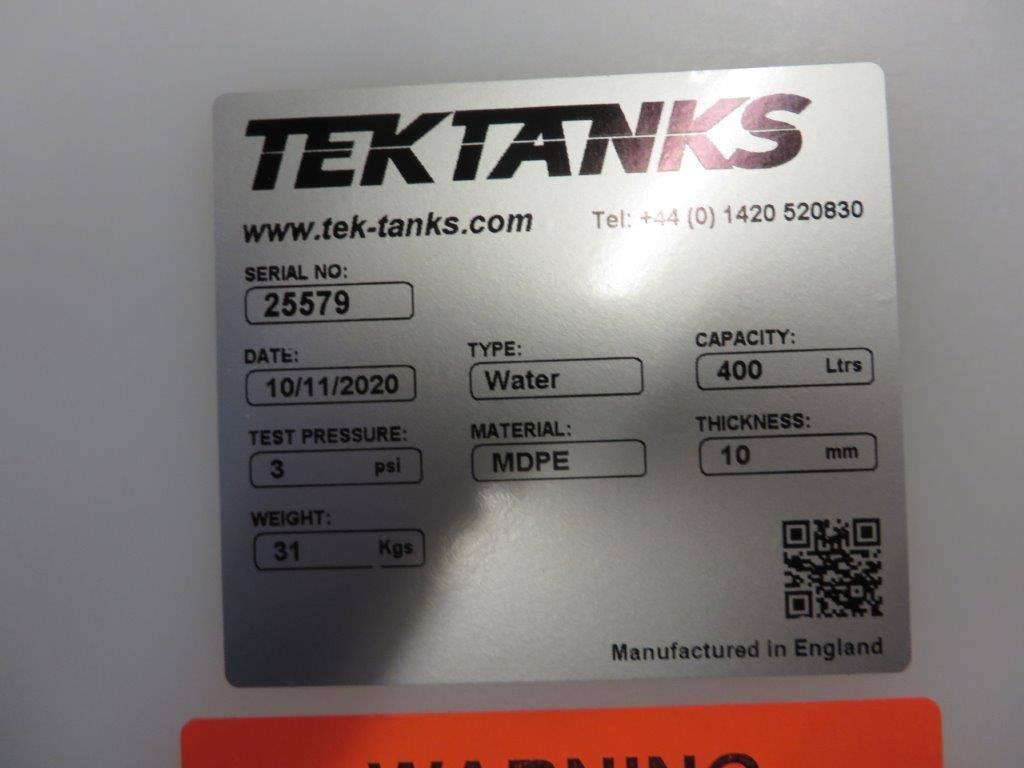 TEKTANKS
www.tek-tanks.com Tel: +44 (0) 1420 520830
SERIAL NO:
25579
DATE: TYPE: CAPACITY:
10/11/2020 Water 400 Ltrs
TEST PRESSURE: MATERIAL: THICKNESS:
3 psi MDPE 10 mm
WEIGHT:
31 Kgs
Manufactured in England
WARNING